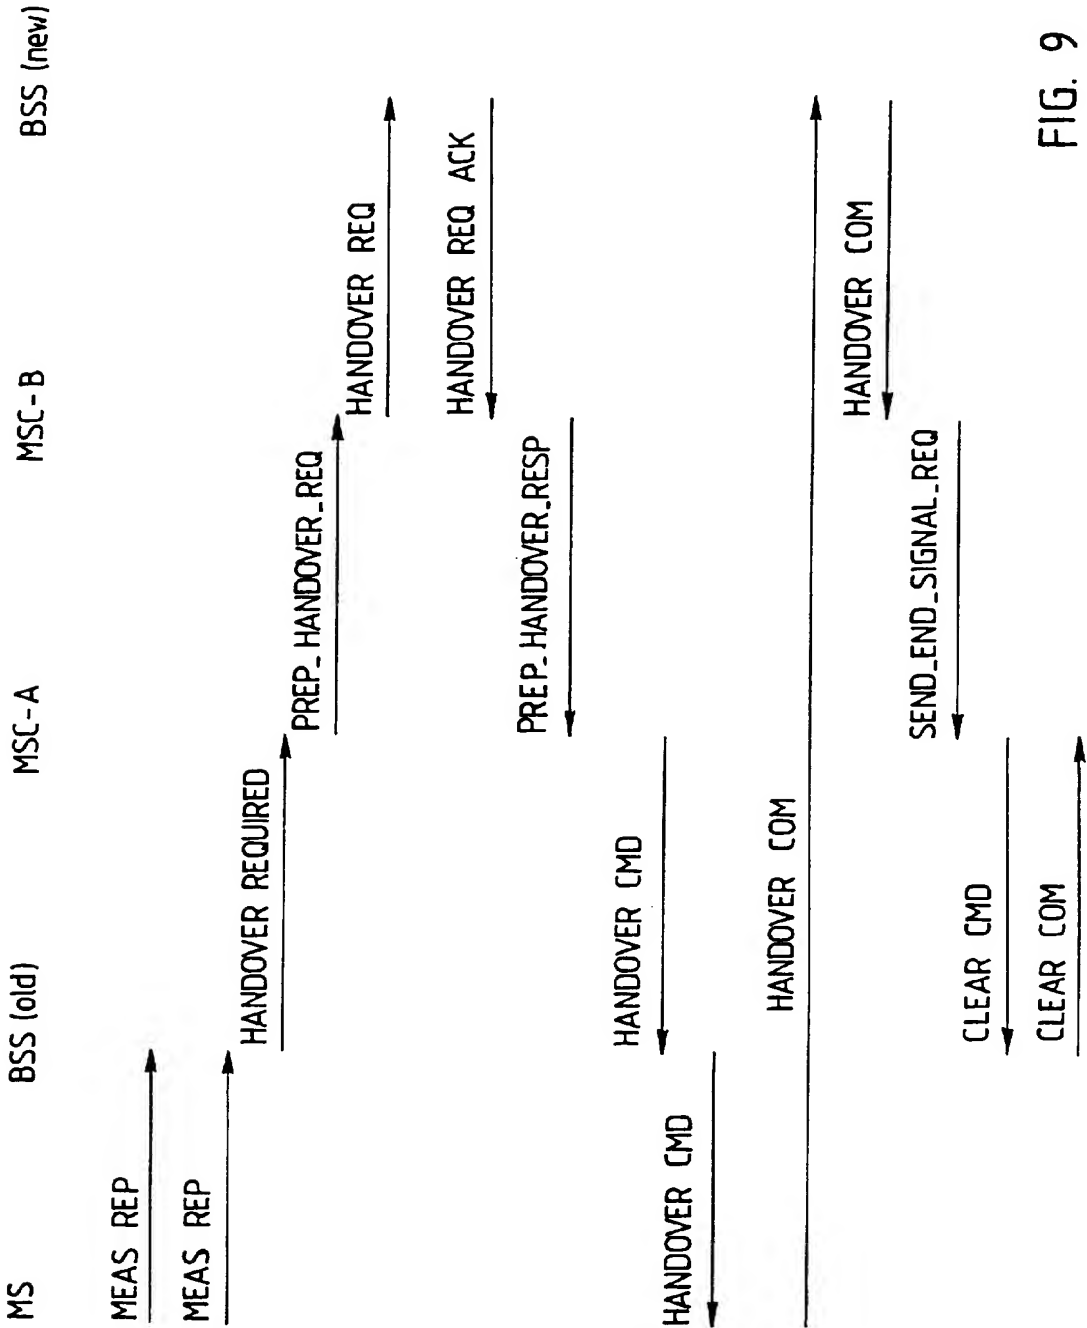 MS
BSS (old)
MSC-A
MSC-B
BSS (new)
MEAS REP
MEAS REP
HANDOVER REQUIRED
PREP_HANDOVER_REQ
HANDOVER REQ
HANDOVER REQ ACK
PREP_HANDOVER_RESP
HANDOVER CMD
HANDOVER CMD
HANDOVER COM
HANDOVER COM
SEND_END_SIGNAL_REQ
CLEAR CMD
CLEAR COM
FIG. 9